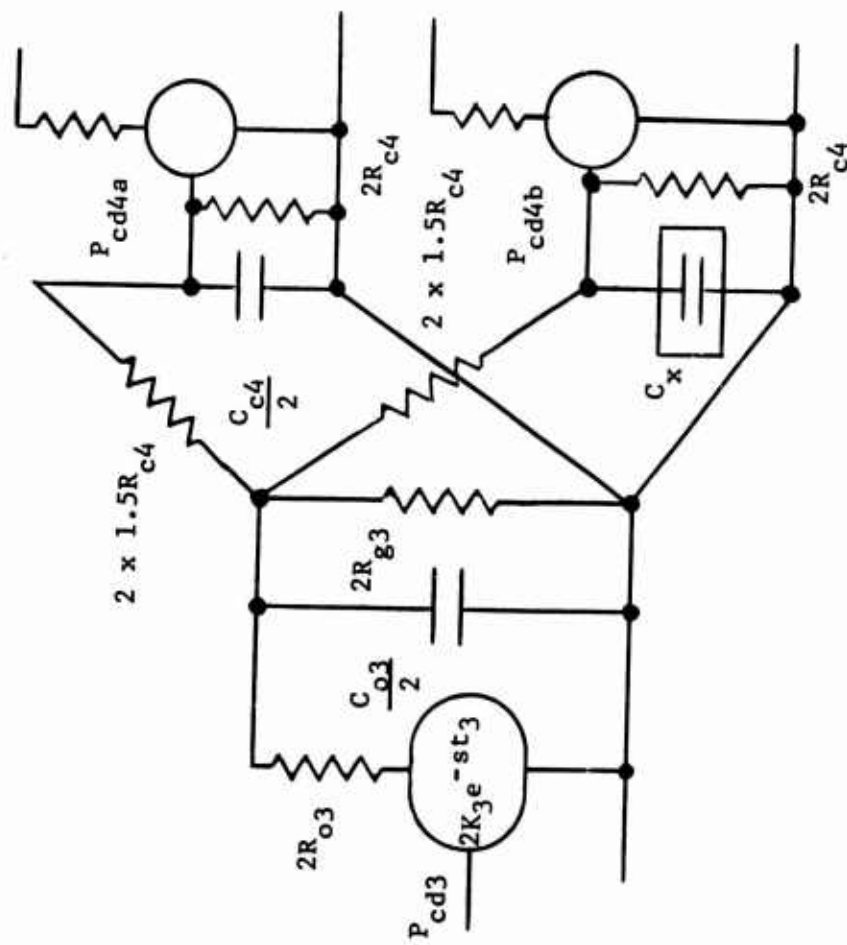 P_cd4a
2R_c4
2 x 1.5R_c4
C_c4
2
2 x 1.5R_c4
P_cd4b
2R_c4
C_x
2R_g3
C_o3
2
2R_o3
2K_3e^-st_3
P_cd3